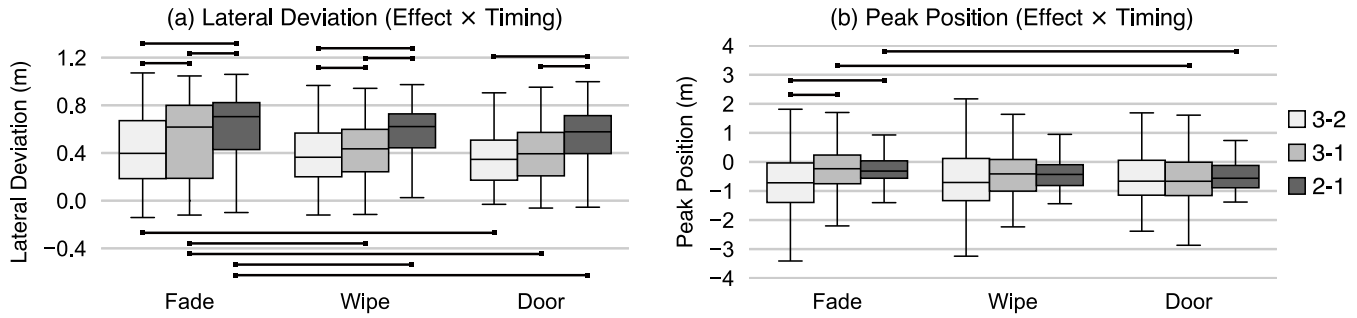 (a) Lateral Deviation (Effect × Timing)
Lateral Deviation (m)
1.2
0.8
0.4
0.0
−0.4
Fade
Wipe
Door
(b) Peak Position (Effect × Timing)
Peak Position (m)
4
3
2
1
0
−1
−2
−3
−4
Fade
Wipe
Door
3-2
3-1
2-1